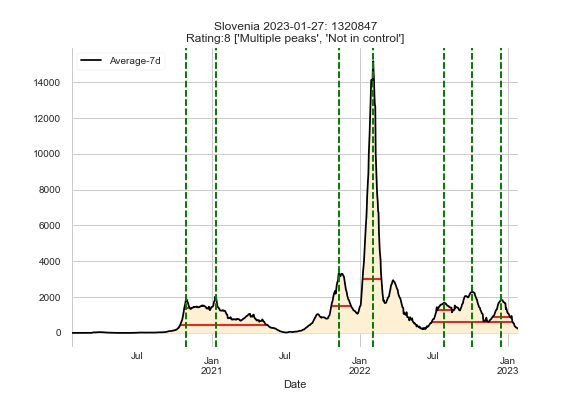 Slovenia 2023-01-27: 1320847
Rating:8 ['Multiple peaks', 'Not in control']
Average-7d
14000
12000
10000
8000
6000
4000
2000
0
Jul
Jan
2021
Jul
Jan
2022
Jul
Jan
2023
Date